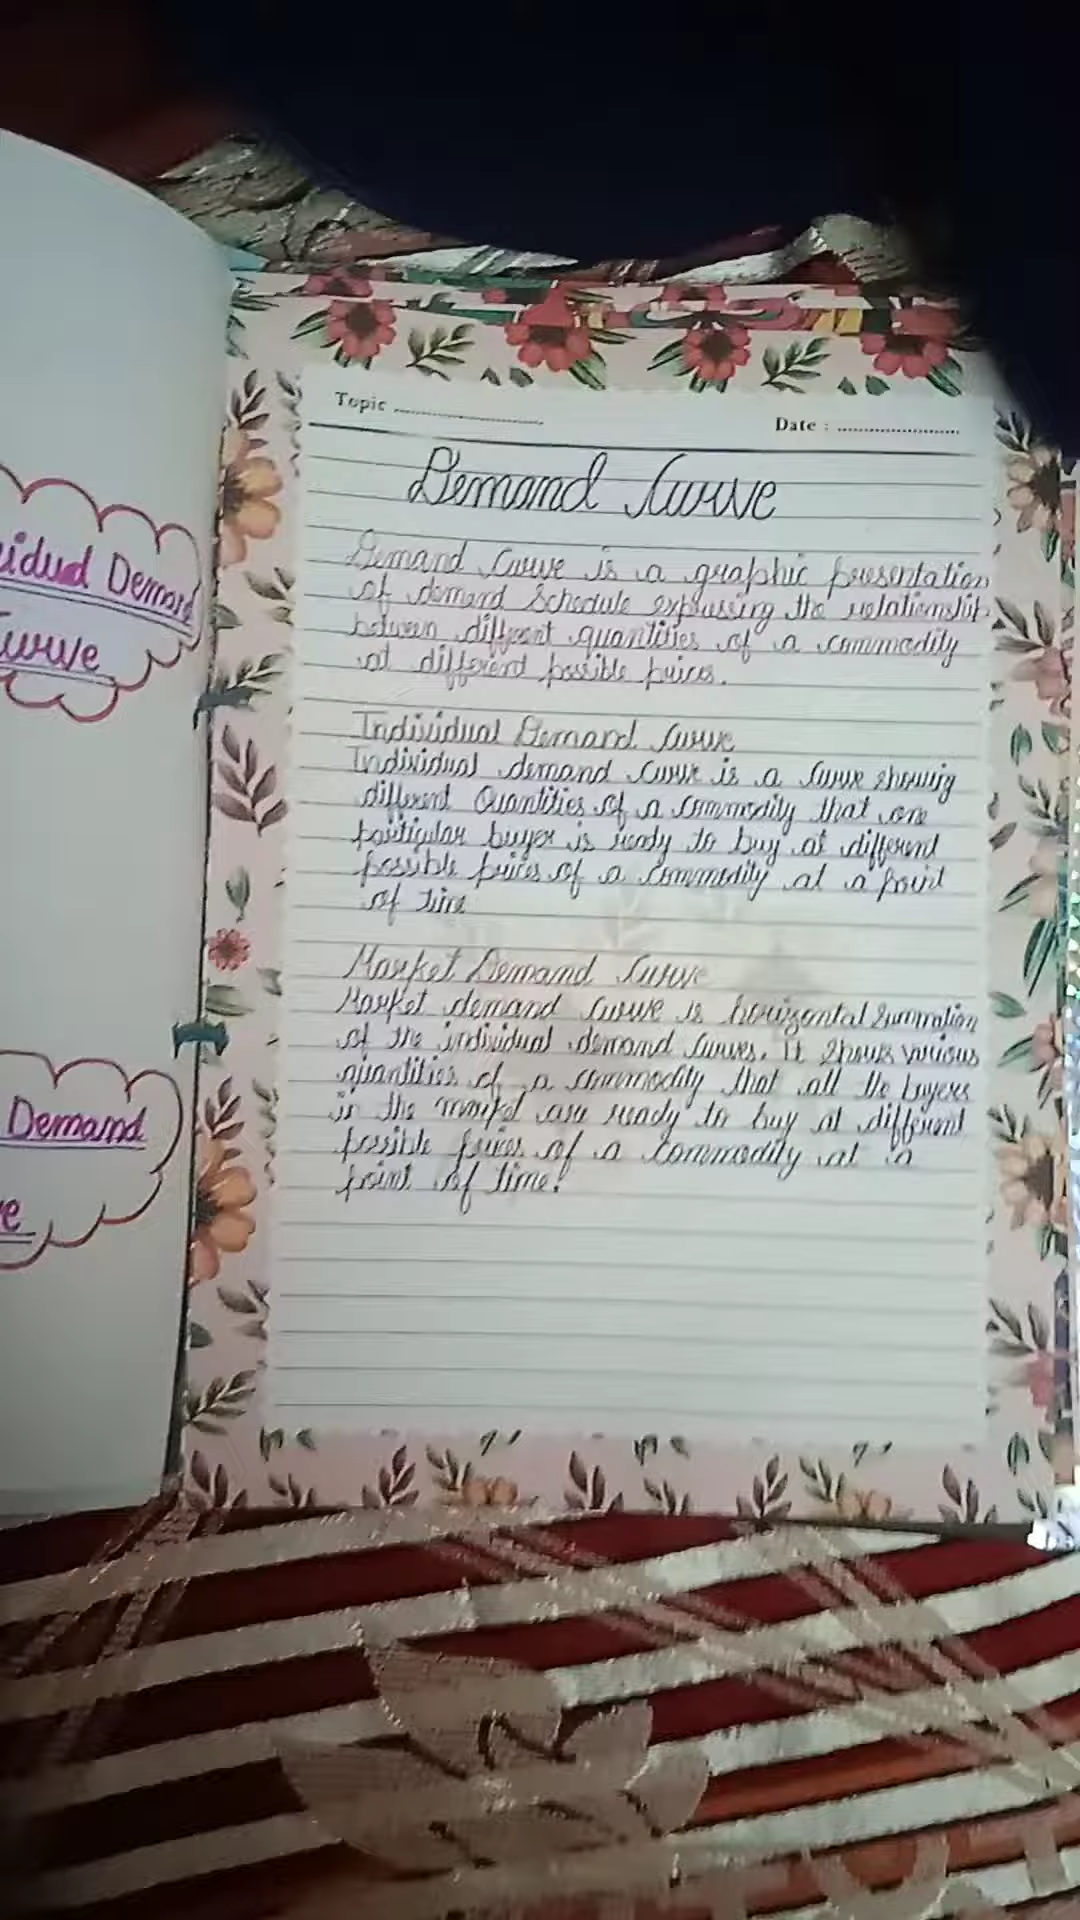 vidual Demand
Curve
Demand
e
Topic
Date :
Demand Curve
Demand Curve is a graphic presentation
of demand schedule expressing the relationship
between different quantities of a commodity
at different possible prices.
Individual Demand Curve
Individual demand curve is a curve showing
different Quantities of a commodity that one
particular buyer is ready to buy at different
possible prices of a commodity at a point
of time
Market Demand Curve
Market demand curve is horizontal Summation
of the individual demand curves. It shows various
quantities of a commodity that all the buyers
in the market are ready to buy at different
possible prices of a commodity at a
point of time.